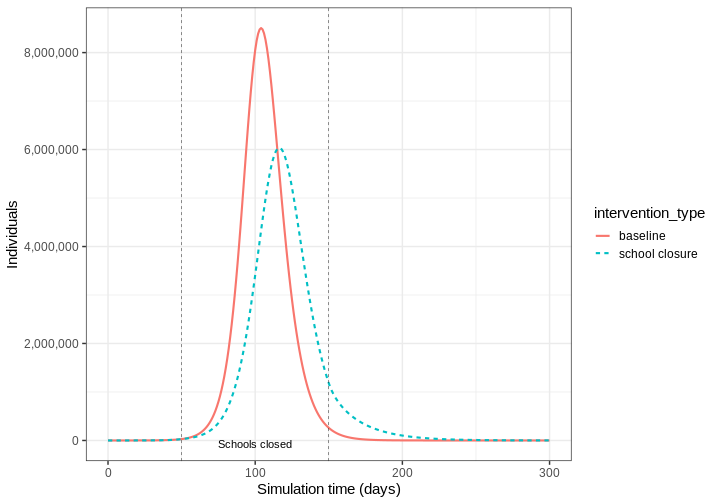 8,000,000
6,000,000
4,000,000
2,000,000
0
Individuals
Schools closed
0
100
200
300
Simulation time (days)
intervention_type
baseline
school closure